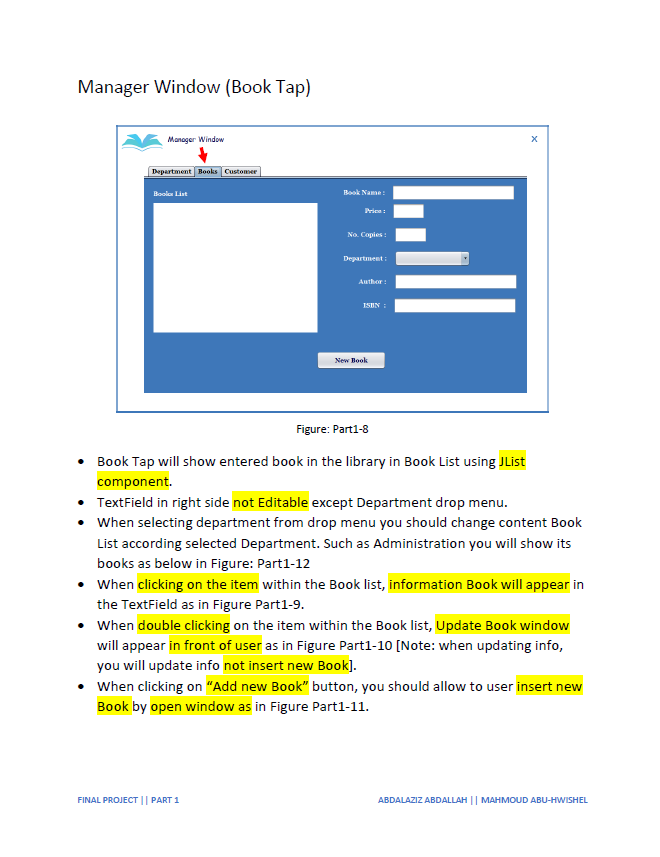 Manager Window (Book Tap)
Manager Window
X
Department Books Customer
Books List
Book Name :
Price :
No. Copies :
Department :
Author :
ISBN :
New Book
Figure: Part1-8
• Book Tap will show entered book in the library in Book List using JList
component.
• TextField in right side not Editable except Department drop menu.
• When selecting department from drop menu you should change content Book
List according selected Department. Such as Administration you will show its
books as below in Figure: Part1-12
• When clicking on the item within the Book list, information Book will appear in
the TextField as in Figure Part1-9.
• When double clicking on the item within the Book list, Update Book window
will appear in front of user as in Figure Part1-10 [Note: when updating info,
you will update info not insert new Book].
• When clicking on “Add new Book” button, you should allow to user insert new
Book by open window as in Figure Part1-11.
FINAL PROJECT || PART 1 ABDALAZIZ ABDALLAH || MAHMOUD ABU-HWISHEL